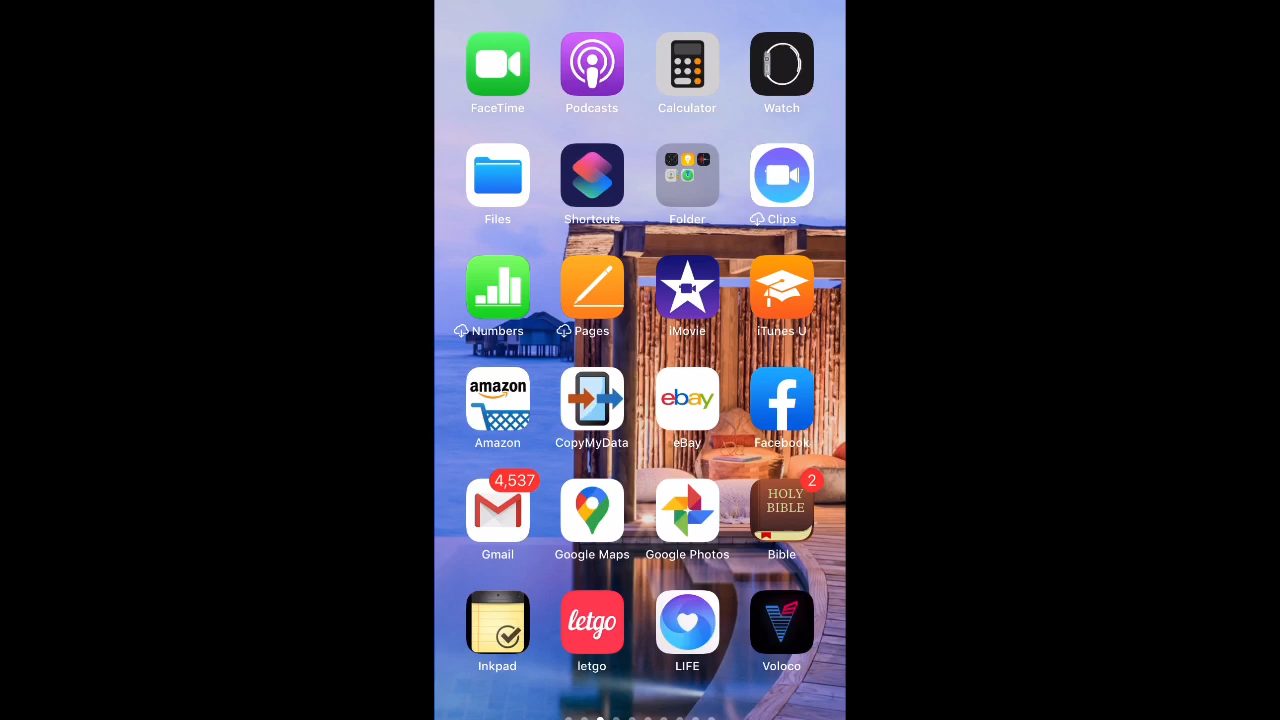 FaceTime
Podcasts
Calculator
Watch
Files
Shortcuts
Folder
Clips
Numbers
Pages
iMovie
iTunes U
amazon
ebay
Amazon
CopyMyData
eBay
Facebook
4,537
2
HOLY
BIBLE
Gmail
Google Maps
Google Photos
Bible
letgo
Inkpad
letgo
LIFE
Voloco